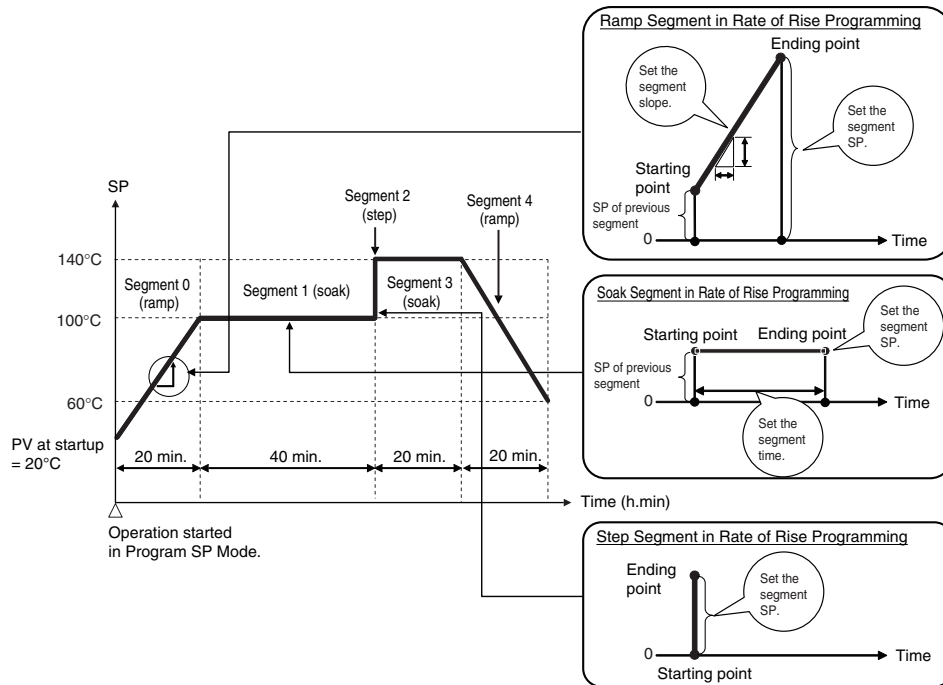 SP
140°C
100°C
60°C
PV at startup
= 20°C
Segment 0
(ramp)
Segment 1 (soak)
Segment 2
(step)
Segment 3
(soak)
Segment 4
(ramp)
20 min.
40 min.
20 min.
20 min.
Time (h.min)
Operation started
in Program SP Mode.
Ramp Segment in Rate of Rise Programming
Ending point
Set the
segment
slope.
Set the
segment
SP.
Starting
point
SP of previous
segment
0
Time
Soak Segment in Rate of Rise Programming
Starting point
Ending point
Set the
segment
SP.
SP of previous
segment
0
Time
Set the
segment
time.
Step Segment in Rate of Rise Programming
Ending
point
Set the
segment
SP.
0
Time
Starting point